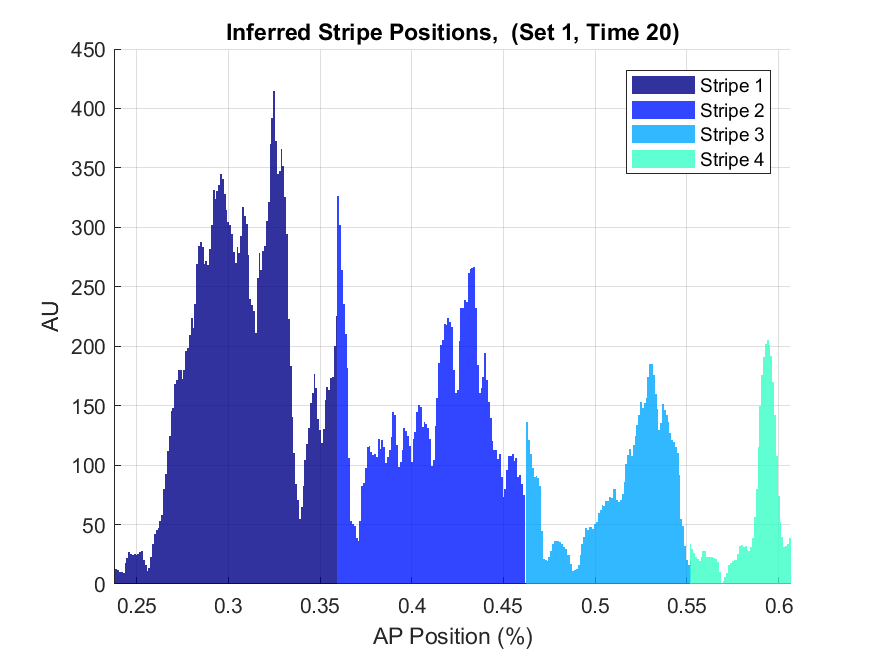 Inferred Stripe Positions,  (Set 1, Time 20)
450
400
350
300
250
200
150
100
50
0
AU
0.25 0.3 0.35 0.4 0.45 0.5 0.55 0.6
AP Position (%)
Stripe 1
Stripe 2
Stripe 3
Stripe 4